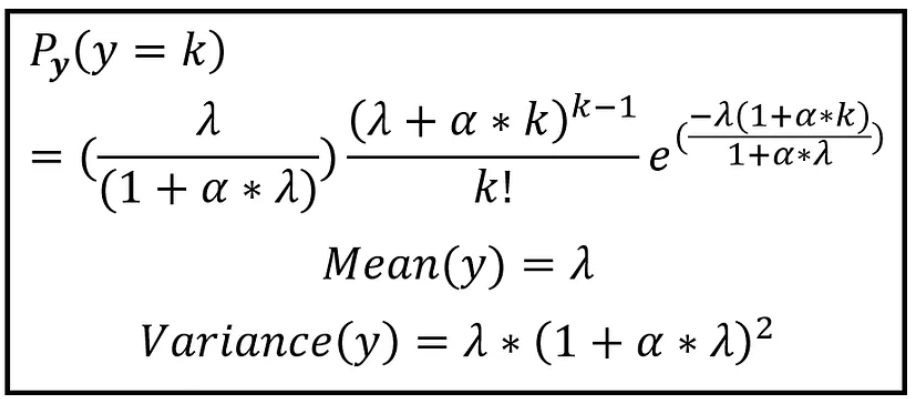 P_y(y = k)
= (λ/(1 + α * λ)) (λ + α * k)^(k−1)/k! e^((−λ(1+α*k)/(1+α*λ)))
Mean(y) = λ
Variance(y) = λ * (1 + α * λ)^2